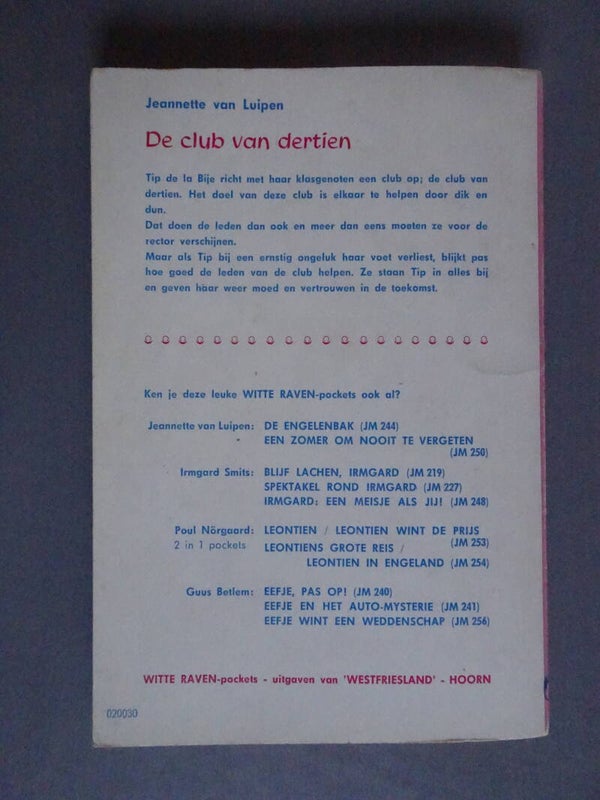 Jeannette van Luipen
De club van dertien
Tip de la Bije richt met haar klasgenoten een club op; de club van
dertien. Het doel van deze club is elkaar te helpen door dik en
dun.
Dat doen de leden dan ook en meer dan eens moeten ze voor de
rector verschijnen.
Maar als Tip bij een ernstig ongeluk haar voet verliest, blijkt pas
hoe goed de leden van de club helpen. Ze staan Tip in alles bij
en geven haar weer moed en vertrouwen in de toekomst.
Ken je deze leuke WITTE RAVEN-pockets ook al?
Jeannette van Luipen: DE ENGELENBAK (JM 244)
EEN ZOMER OM NOOIT TE VERGETEN
(JM 250)
Irmgard Smits: BLIJF LACHEN, IRMGARD (JM 219)
SPEKTAKEL ROND IRMGARD (JM 227)
IRMGARD: EEN MEISJE ALS JIJ! (JM 248)
Poul Nörgaard: LEONTIEN / LEONTIEN WINT DE PRIJS
(JM 253)
2 in 1 pockets LEONTIENS GROTE REIS /
LEONTIEN IN ENGELAND (JM 254)
Guus Betlem: EEFJE, PAS OP! (JM 240)
EEFJE EN HET AUTO-MYSTERIE (JM 241)
EEFJE WINT EEN WEDDENSCHAP (JM 256)
WITTE RAVEN-pockets - uitgaven van 'WESTFRIESLAND' - HOORN
020030